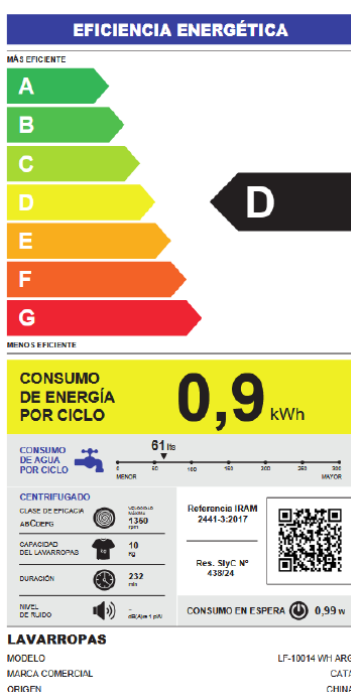 EFICIENCIA ENERGÉTICA
MÁS EFICIENTE
A
B
C
D
D
E
F
G
MENOS EFICIENTE
CONSUMO
DE ENERGÍA
POR CICLO
0,9 kWh
CONSUMO
DE AGUA
POR CICLO
61 lts
0 50 100 150 200 250 300
MENOR MAYOR
CENTRIFUGADO
CLASE DE EFICACIA
ABCDEFG
VELOCIDAD
MÁXIMA
1360
rpm
CAPACIDAD
DEL LAVARROPAS
kg
10
kg
DURACIÓN
232
min
NIVEL
DE RUIDO
-
dB(A)re 1 pW
Referencia IRAM
2441-3:2017
Res. SIyC Nº
438/24
CONSUMO EN ESPERA 0,99 w
LAVARROPAS
MODELO LF-10014 WH ARG
MARCA COMERCIAL CATA
ORIGEN CHINA